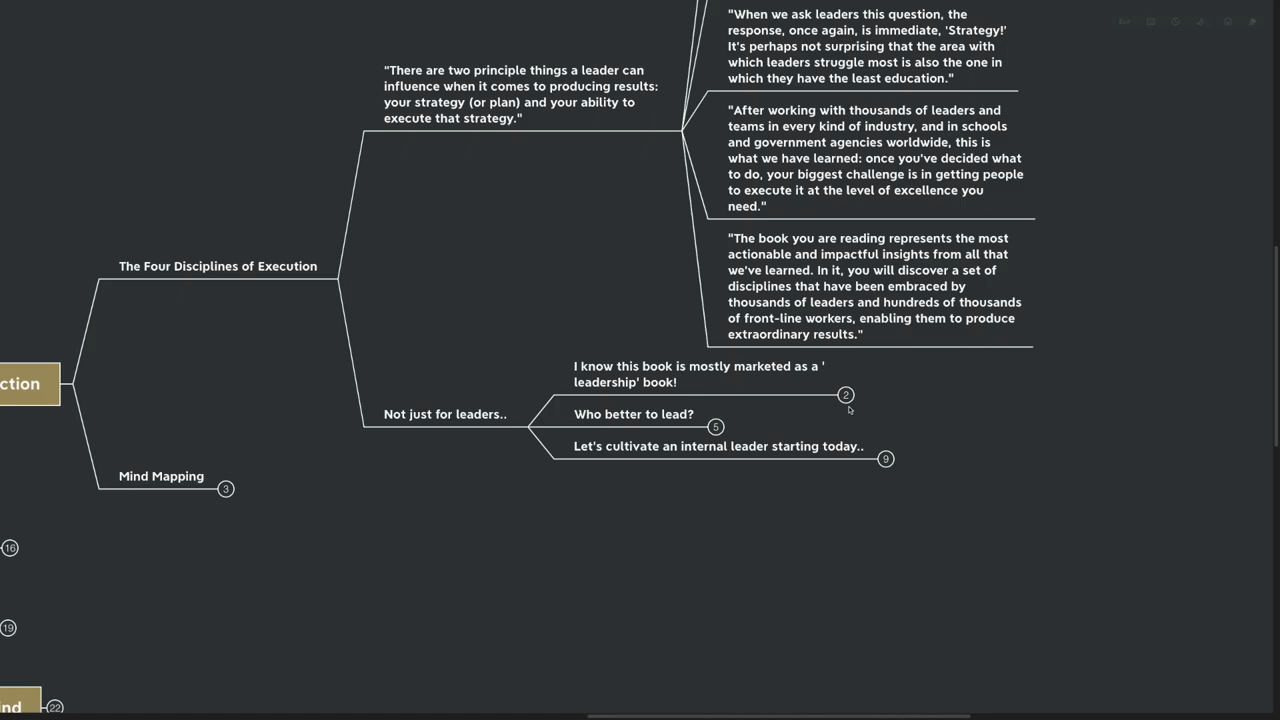 "When we ask leaders this question, the
response, once again, is immediate, 'Strategy!'
It's perhaps not surprising that the area with
which leaders struggle most is also the one in
which they have the least education."
"There are two principle things a leader can
influence when it comes to producing results:
your strategy (or plan) and your ability to
execute that strategy."
"After working with thousands of leaders and
teams in every kind of industry, and in schools
and government agencies worldwide, this is
what we have learned: once you've decided what
to do, your biggest challenge is in getting people
to execute it at the level of excellence you
need."
"The book you are reading represents the most
actionable and impactful insights from all that
we've learned. In it, you will discover a set of
disciplines that have been embraced by
thousands of leaders and hundreds of thousands
of front-line workers, enabling them to produce
extraordinary results."
The Four Disciplines of Execution
I know this book is mostly marketed as a '
leadership' book!
2
ction
Not just for leaders..
Who better to lead?
5
Let's cultivate an internal leader starting today..
9
Mind Mapping
3
16
19
nd
22